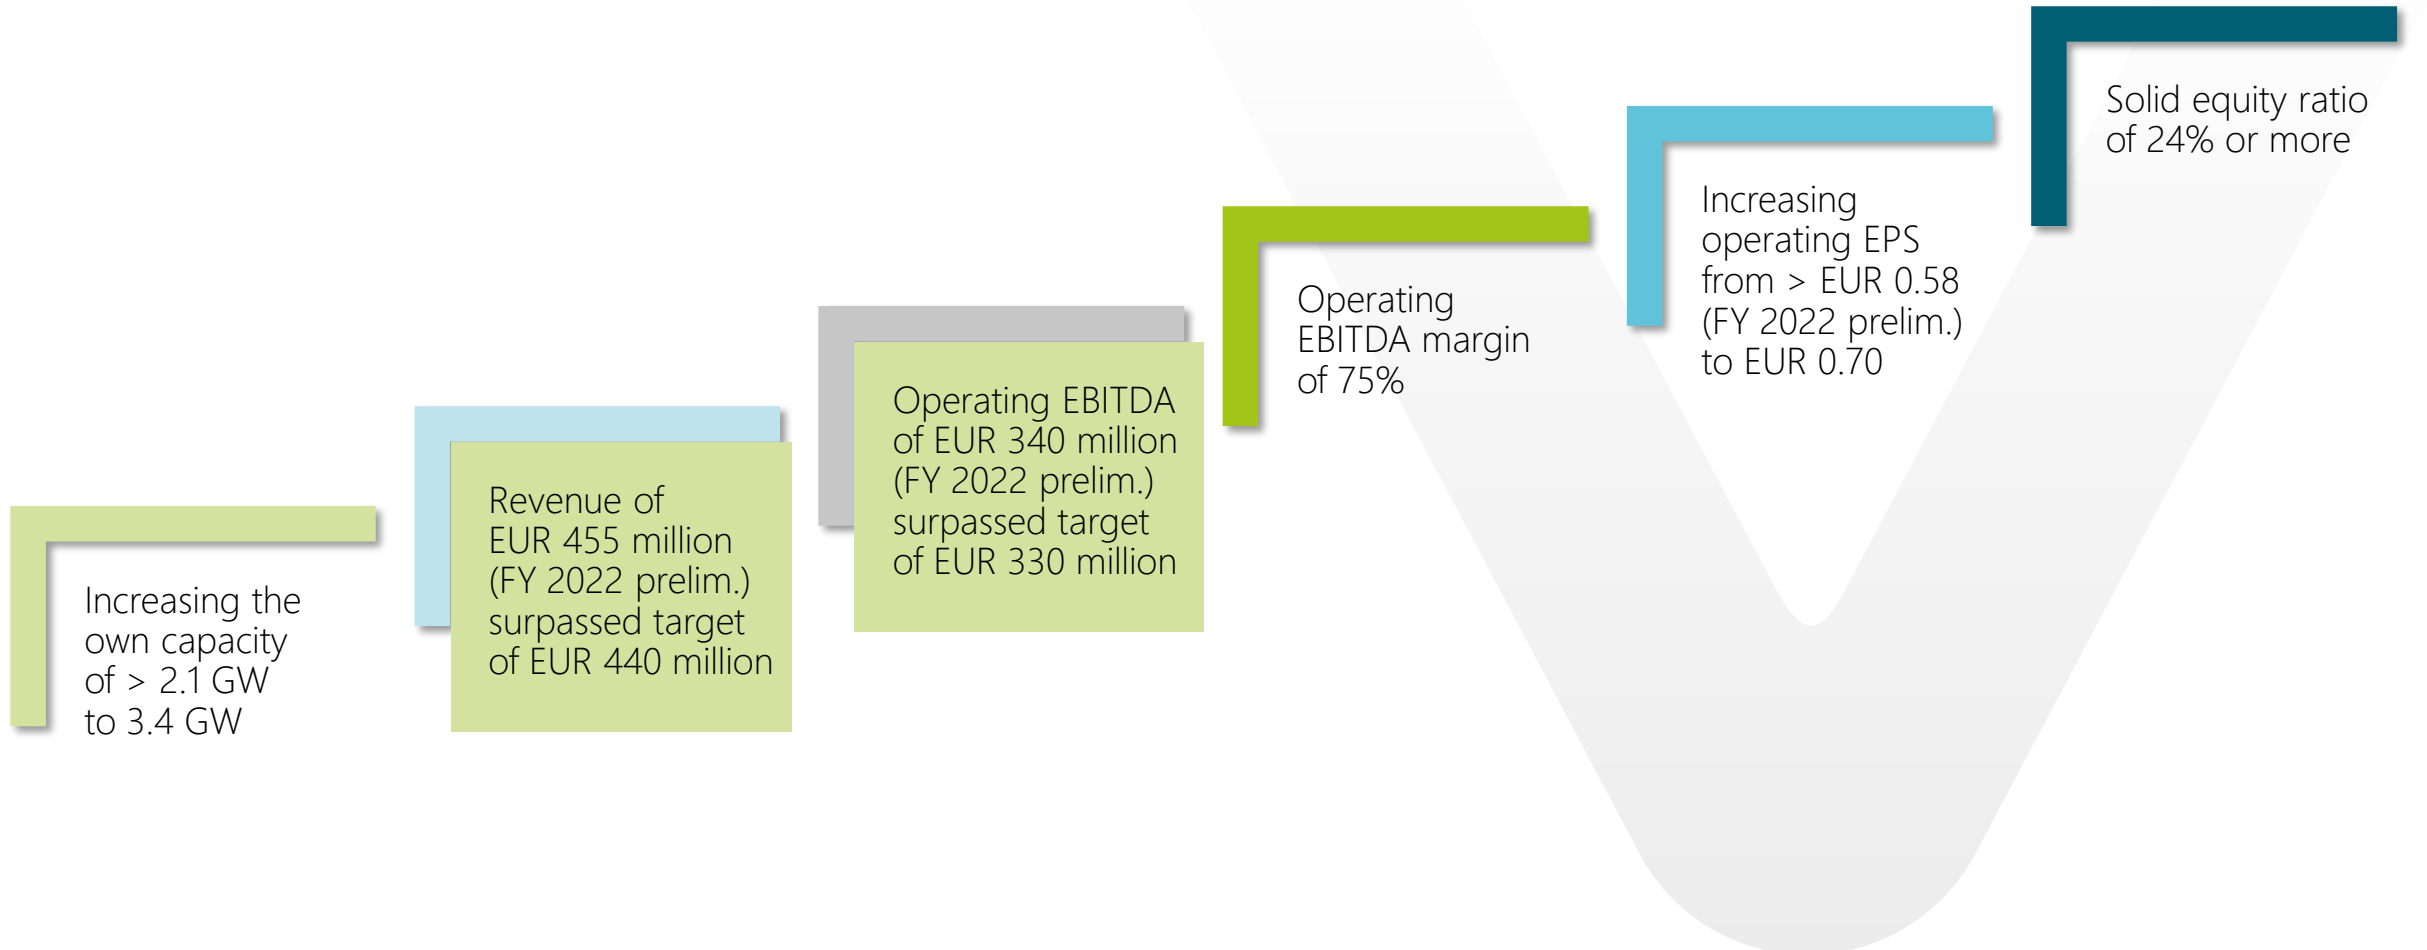 Increasing the
own capacity
of > 2.1 GW
to 3.4 GW
Revenue of
EUR 455 million
(FY 2022 prelim.)
surpassed target
of EUR 440 million
Operating EBITDA
of EUR 340 million
(FY 2022 prelim.)
surpassed target
of EUR 330 million
Operating
EBITDA margin
of 75%
Increasing
operating EPS
from > EUR 0.58
(FY 2022 prelim.)
to EUR 0.70
Solid equity ratio
of 24% or more